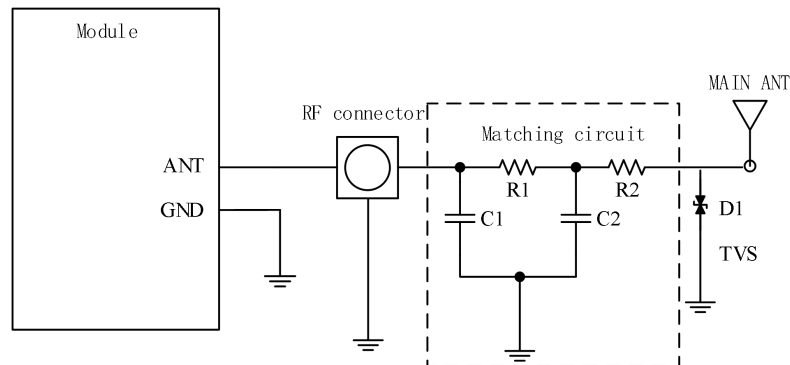 Module
MAIN ANT
RF connector
Matching circuit
ANT
R1
R2
GND
C1
C2
D1
TVS